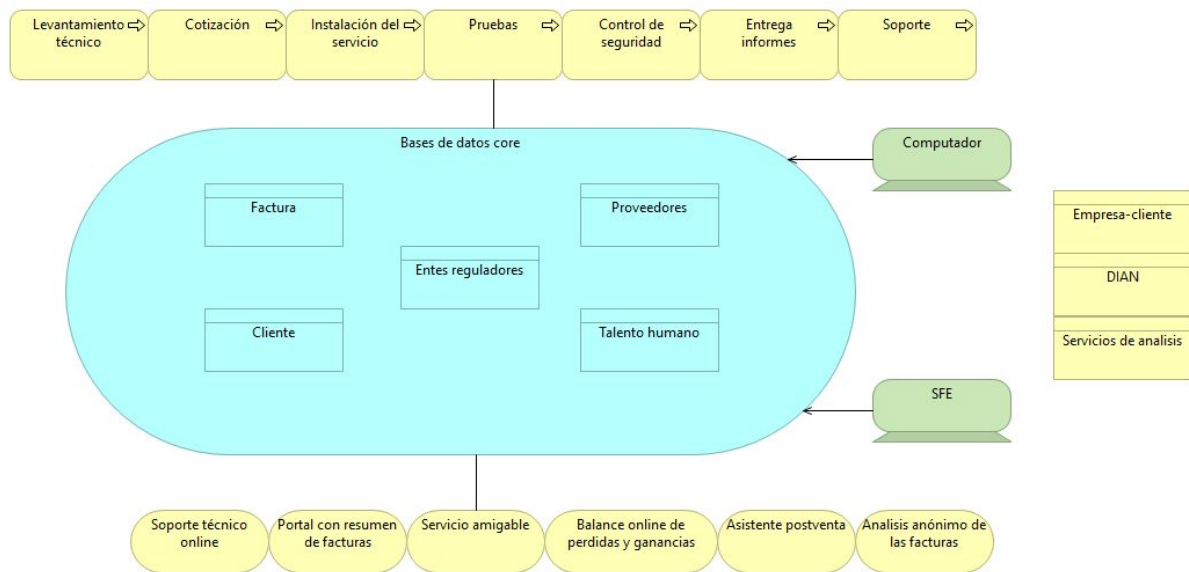 Levantamiento
técnico
Cotización
Instalación del
servicio
Pruebas
Control de
seguridad
Entrega
informes
Soporte
Bases de datos core
Computador
Factura
Proveedores
Empresa-cliente
Entes reguladores
DIAN
Cliente
Talento humano
Servicios de analisis
SFE
Soporte técnico
online
Portal con resumen
de facturas
Servicio amigable
Balance online de
perdidas y ganancias
Asistente postventa
Analisis anónimo de
las facturas